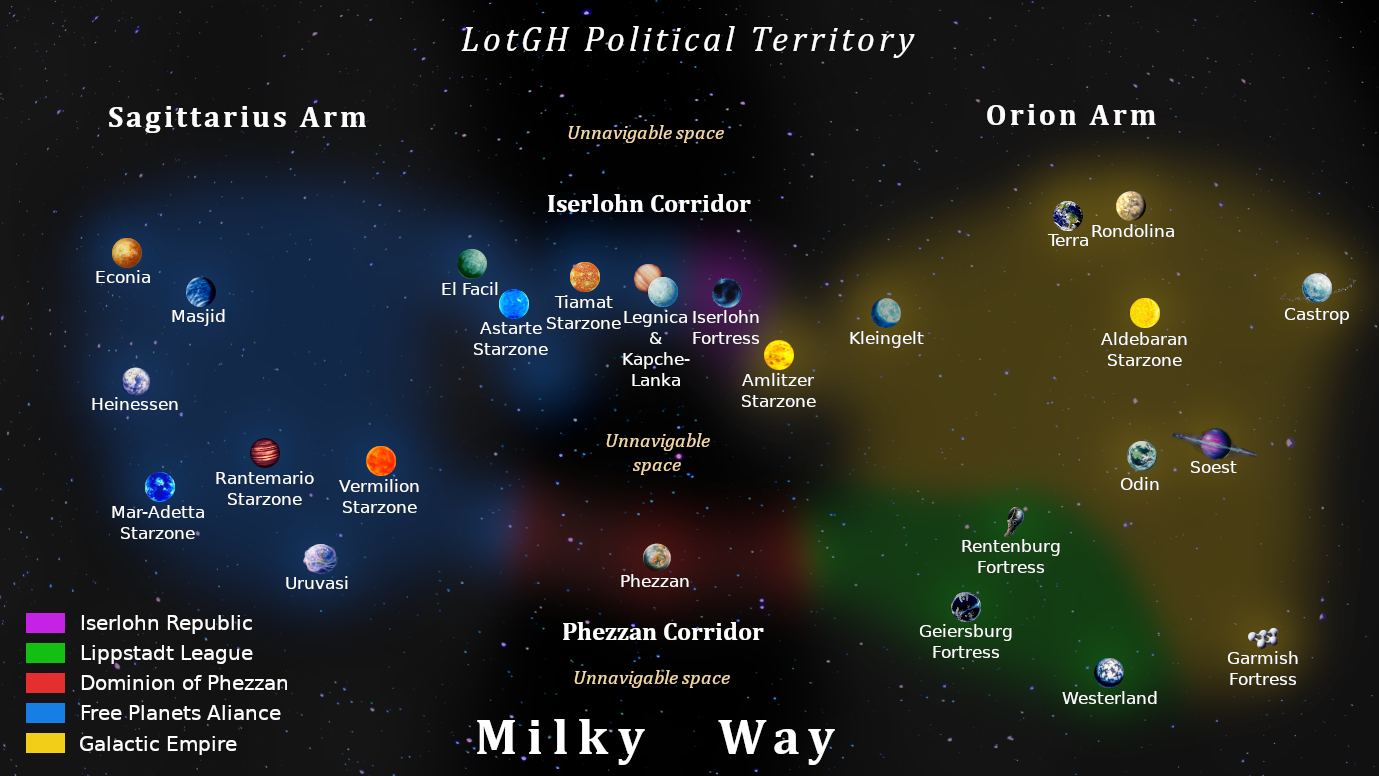 LotGH Political Territory
Sagittarius Arm
Orion Arm
Unnavigable space
Iserlohn Corridor
Terra
Rondolina
Econia
Masjid
El Facil
Astarte
Starzone
Tiamat
Starzone
Legnica
&
Kapche-
Lanka
Iserlohn
Fortress
Amlitzer
Starzone
Kleingelt
Aldebaran
Starzone
Castrop
Heinessen
Unnavigable
space
Rantemario
Starzone
Vermilion
Starzone
Mar-Adetta
Starzone
Uruvasi
Odin
Soest
Rentenburg
Fortress
Phezzan
Geiersburg
Fortress
Westerland
Garmish
Fortress
Phezzan Corridor
Unnavigable space
Iserlohn Republic
Lippstadt League
Dominion of Phezzan
Free Planets Aliance
Galactic Empire
Milky Way